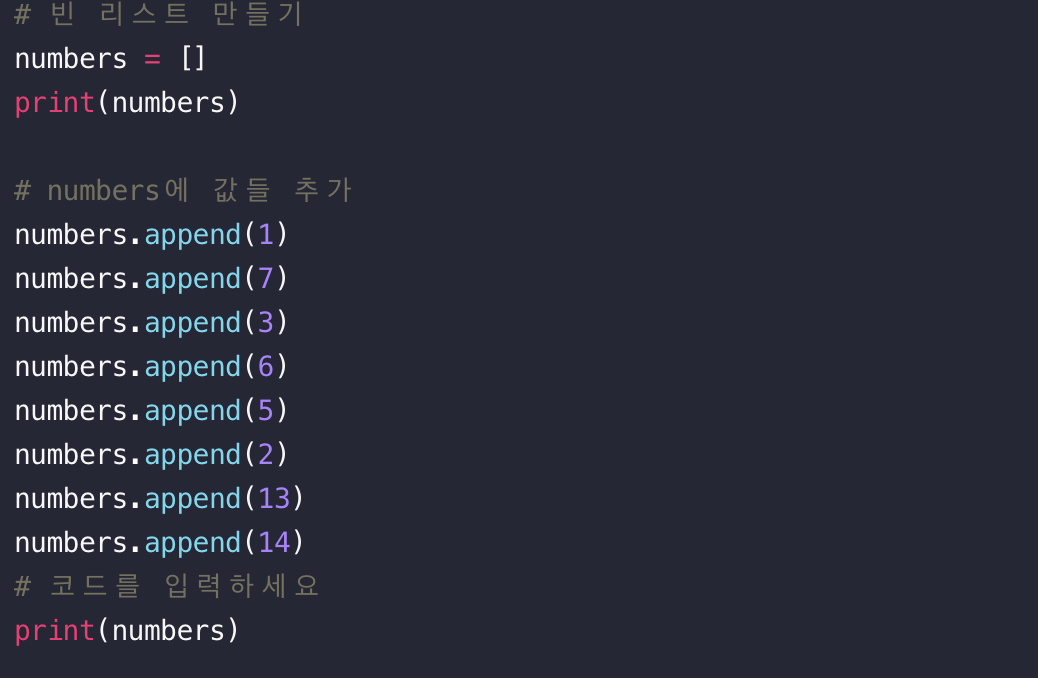 # 빈 리스트 만들기
numbers = []
print(numbers)
# numbers에 값들 추가
numbers.append(1)
numbers.append(7)
numbers.append(3)
numbers.append(6)
numbers.append(5)
numbers.append(2)
numbers.append(13)
numbers.append(14)
# 코드를 입력하세요
print(numbers)